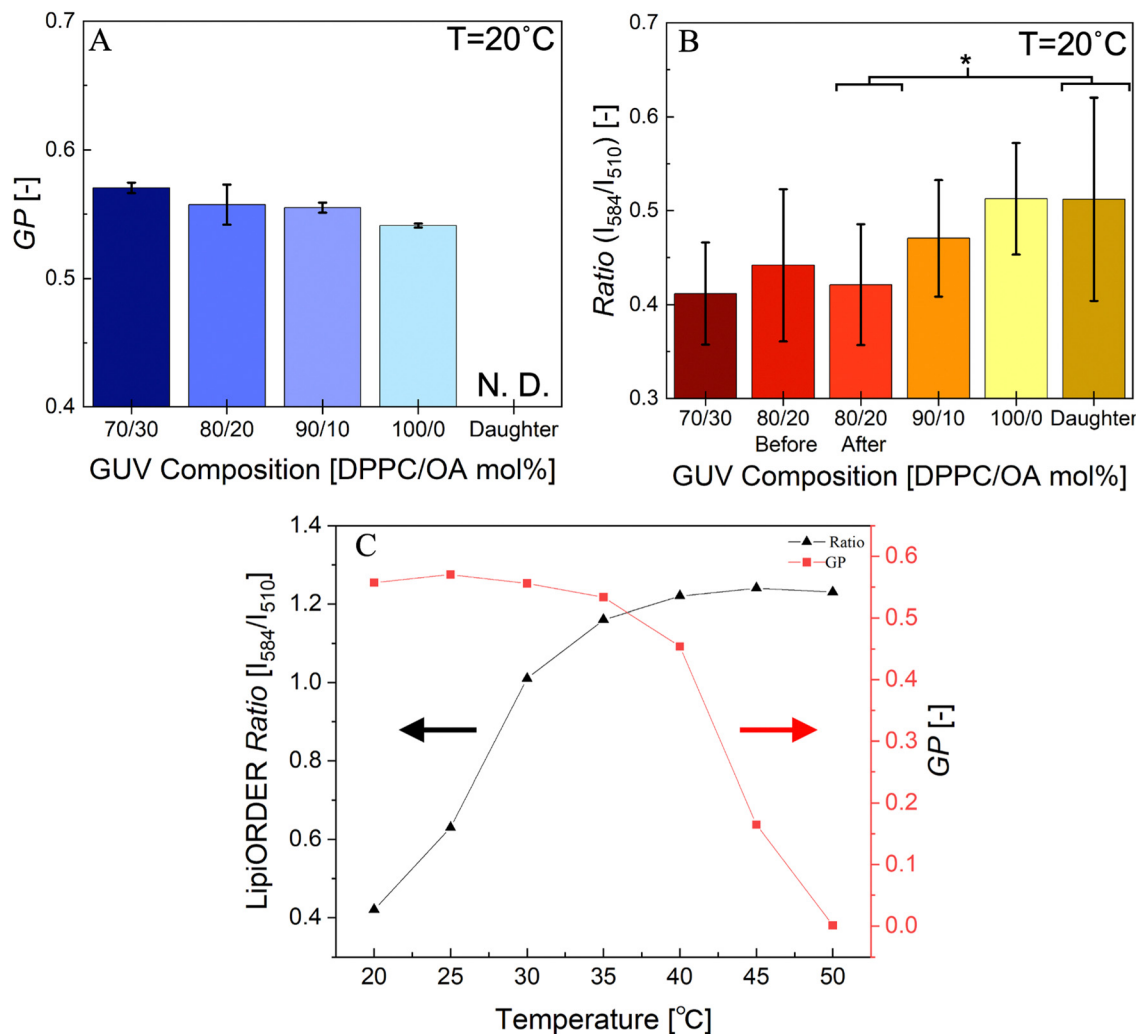 A
T=20˚C
0.7
0.6
0.5
0.4
GP [-]
N. D.
70/30 80/20 90/10 100/0 Daughter
GUV Composition [DPPC/OA mol%]
B
T=20˚C
*
0.7
0.6
0.5
0.4
0.3
Ratio (I584/I510) [-]
70/30 80/20 80/20 90/10 100/0 Daughter
Before After
GUV Composition [DPPC/OA mol%]
C
Ratio
GP
1.4
1.2
1.0
0.8
0.6
0.4
LipiORDER Ratio [I584/I510]
0.6
0.5
0.4
0.3
0.2
0.1
0.0
GP [-]
20 25 30 35 40 45 50
Temperature [°C]